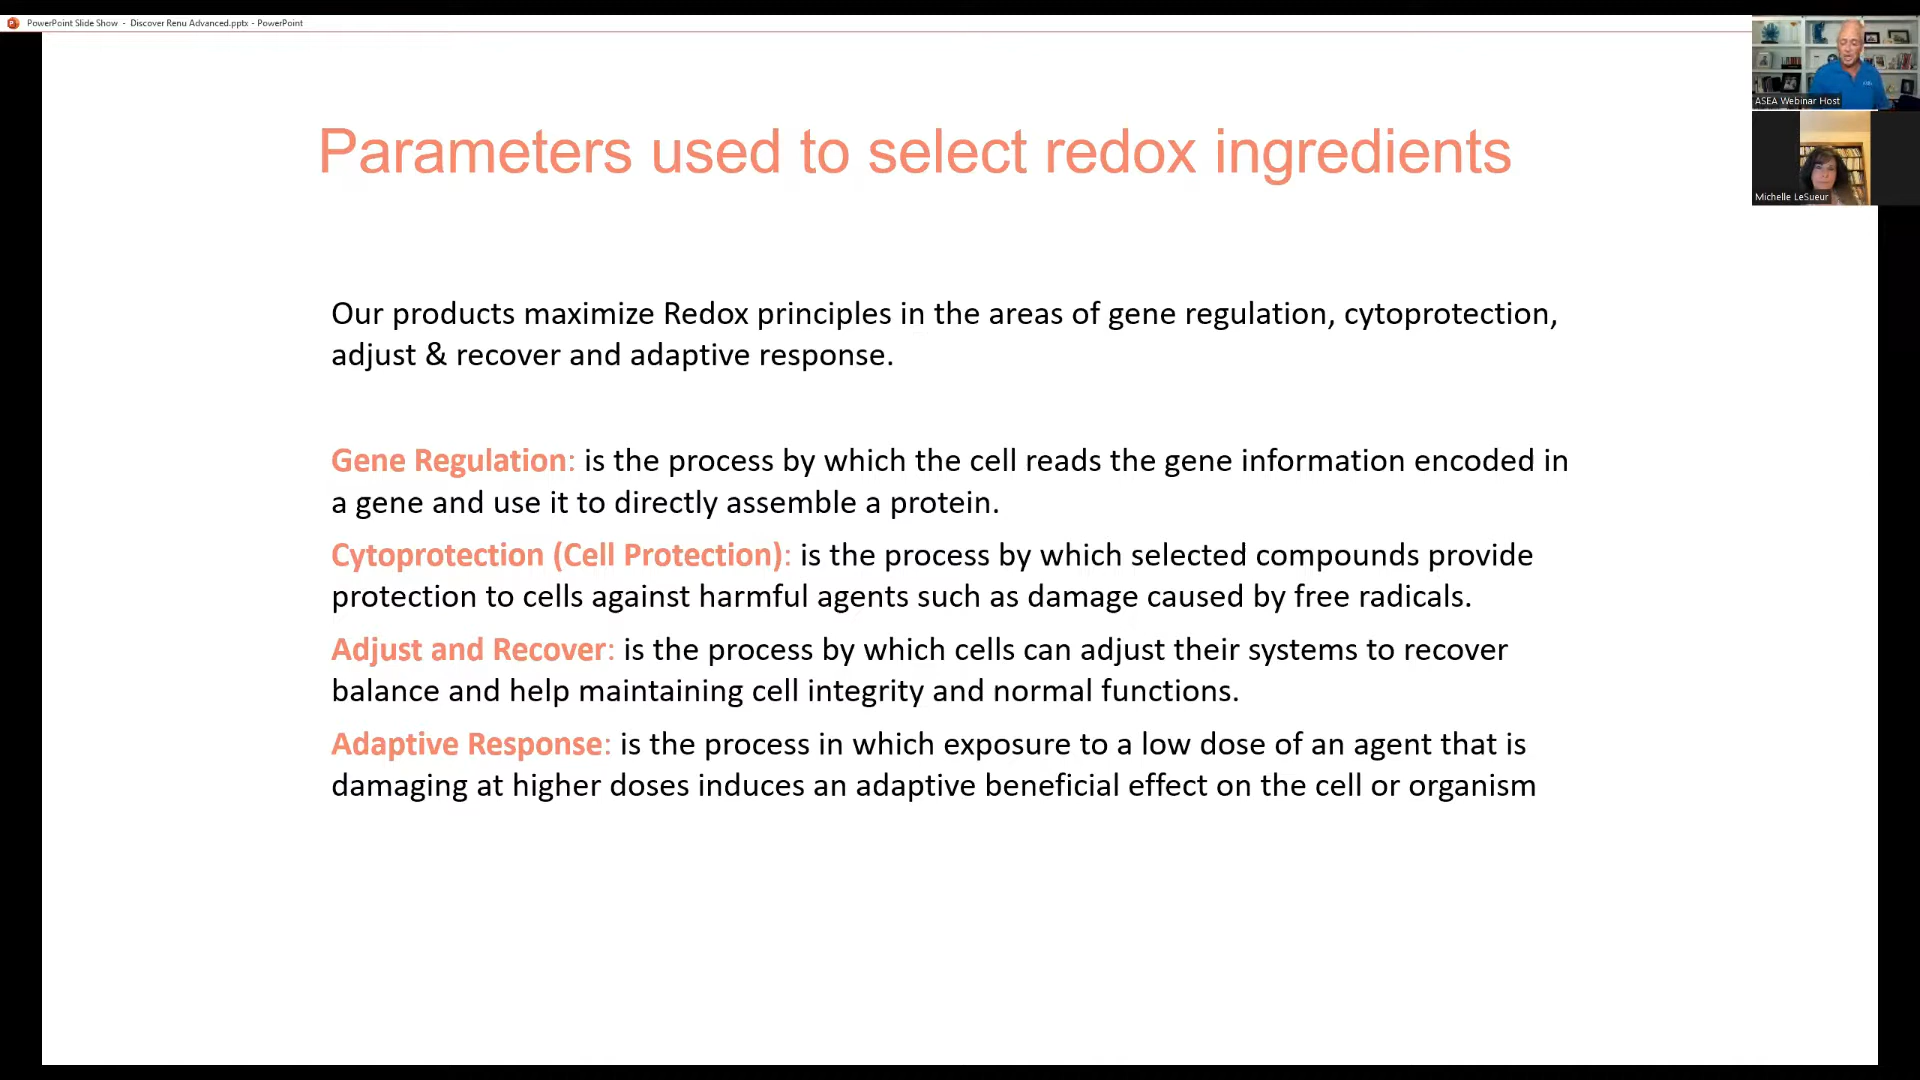 PowerPoint Slide Show - Discover Renu Advanced.pptx - PowerPoint
ASEA Webinar Host
Michelle LeSueur
Parameters used to select redox ingredients
Our products maximize Redox principles in the areas of gene regulation, cytoprotection,
adjust & recover and adaptive response.
Gene Regulation: is the process by which the cell reads the gene information encoded in
a gene and use it to directly assemble a protein.
Cytoprotection (Cell Protection): is the process by which selected compounds provide
protection to cells against harmful agents such as damage caused by free radicals.
Adjust and Recover: is the process by which cells can adjust their systems to recover
balance and help maintaining cell integrity and normal functions.
Adaptive Response: is the process in which exposure to a low dose of an agent that is
damaging at higher doses induces an adaptive beneficial effect on the cell or organism